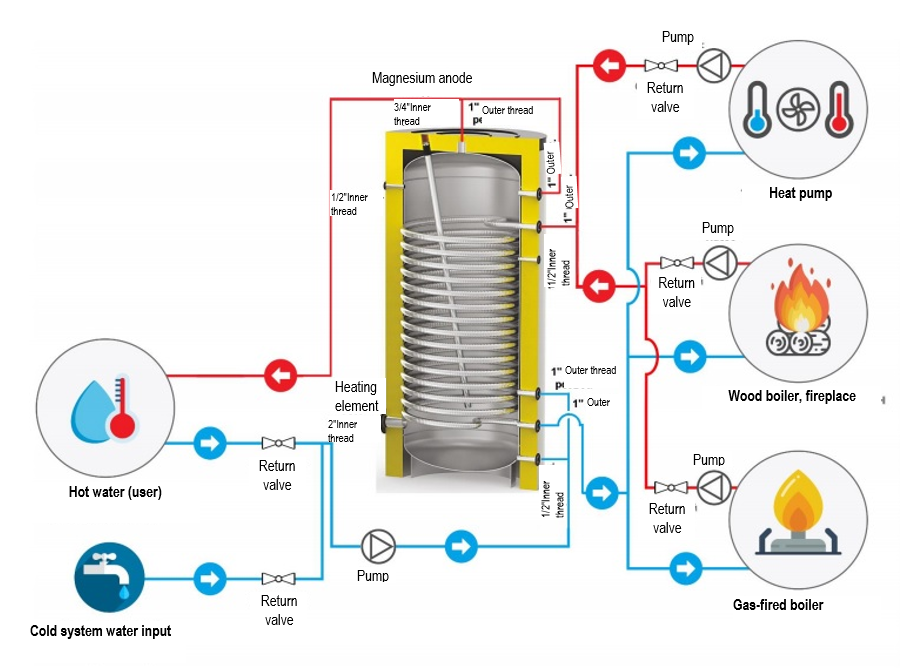 Pump
Return
valve
Heat pump
Magnesium anode
3/4"Inner
thread
1" Outer thread
1" Outer
1" Outer
1/2"Inner
thread
11/2"Inner
thread
Pump
Return
valve
Wood boiler, fireplace
Heating
element
2"Inner
thread
1" Outer thread
1" Outer
1/2"Inner
thread
Hot water (user)
Return
valve
Pump
Return
valve
Gas-fired boiler
Pump
Return
valve
Cold system water input